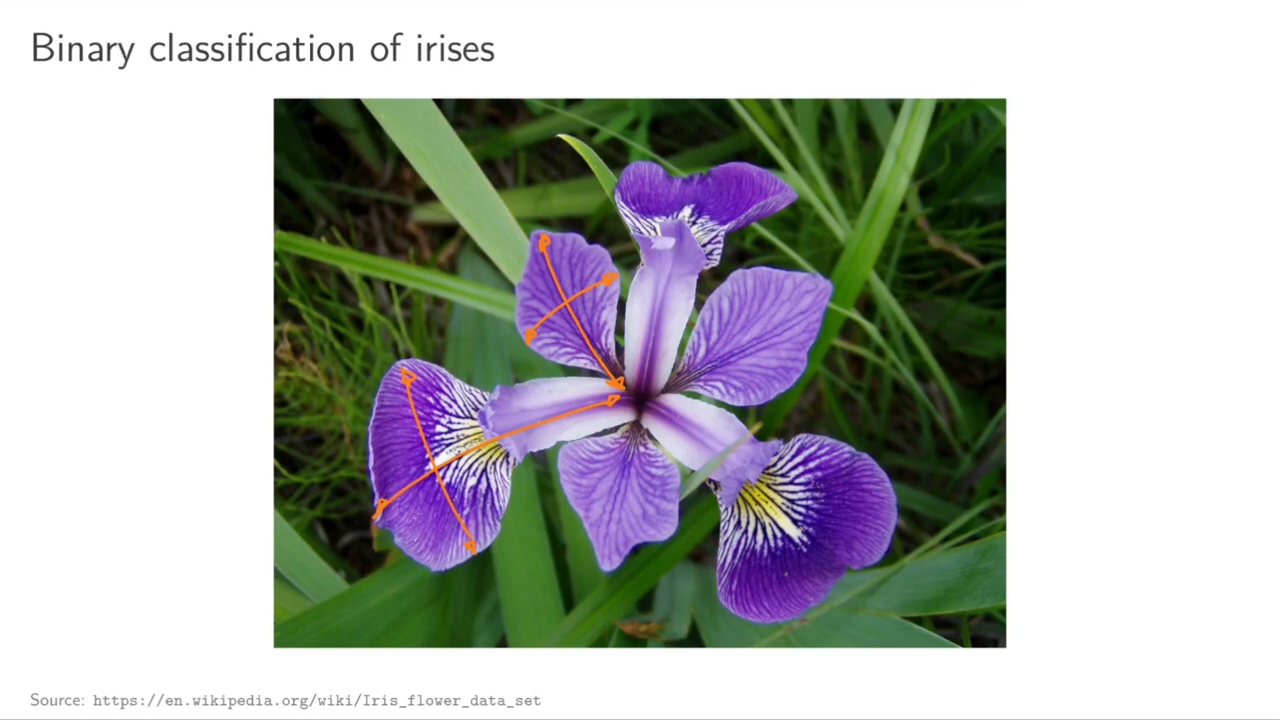 Binary classification of irises
Source: https://en.wikipedia.org/wiki/Iris_flower_data_set